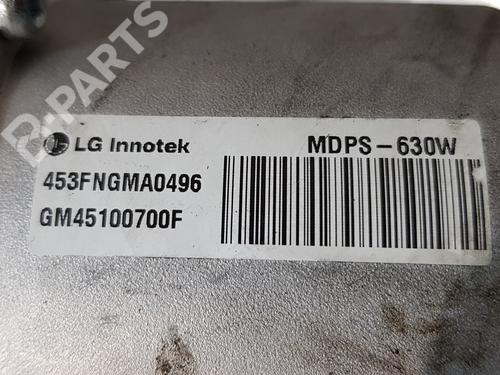 B-PARTS
LG Innotek MDPS-630W
453FNGMA0496
GM45100700F